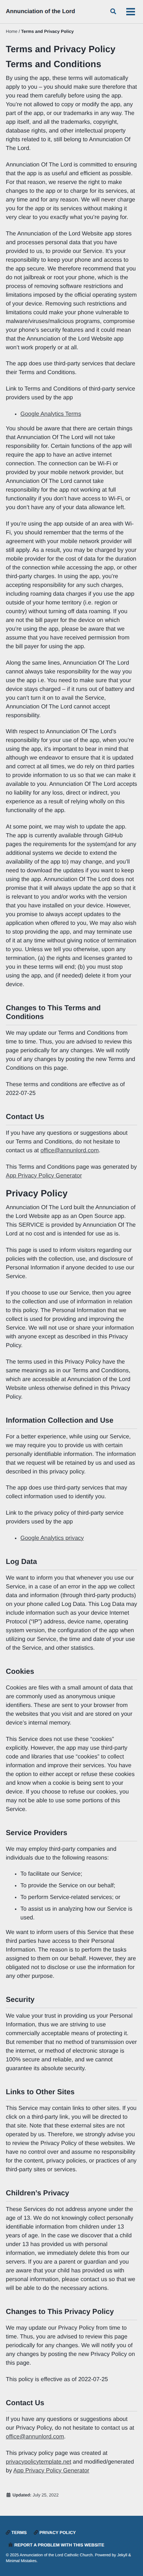 Annunciation of the Lord
Home / Terms and Privacy Policy
Terms and Privacy Policy
Terms and Conditions
By using the app, these terms will automatically
apply to you – you should make sure therefore that
you read them carefully before using the app.
You're not allowed to copy or modify the app, any
part of the app, or our trademarks in any way. The
app itself, and all the trademarks, copyright,
database rights, and other intellectual property
rights related to it, still belong to Annunciation Of
The Lord.
Annunciation Of The Lord is committed to ensuring
that the app is as useful and efficient as possible.
For that reason, we reserve the right to make
changes to the app or to charge for its services, at
any time and for any reason. We will never charge
you for the app or its services without making it
very clear to you exactly what you're paying for.
The Annunciation of the Lord Website app stores
and processes personal data that you have
provided to us, to provide our Service. It's your
responsibility to keep your phone and access to
the app secure. We therefore recommend that you
do not jailbreak or root your phone, which is the
process of removing software restrictions and
limitations imposed by the official operating system
of your device. Removing such restrictions and
limitations could make your phone vulnerable to
malware/viruses/malicious programs, compromise
your phone's security features and it could mean
that the Annunciation of the Lord Website app
won't work properly or at all.
The app does use third-party services that declare
their Terms and Conditions.
Link to Terms and Conditions of third-party service
providers used by the app
• Google Analytics Terms
You should be aware that there are certain things
that Annunciation Of The Lord will not take
responsibility for. Certain functions of the app will
require the app to have an active internet
connection. The connection can be Wi-Fi or
provided by your mobile network provider, but
Annunciation Of The Lord cannot take
responsibility for the app not working at full
functionality if you don't have access to Wi-Fi, or
you don't have any of your data allowance left.
If you're using the app outside of an area with Wi-
Fi, you should remember that the terms of the
agreement with your mobile network provider will
still apply. As a result, you may be charged by your
mobile provider for the cost of data for the duration
of the connection while accessing the app, or other
third-party charges. In using the app, you're
accepting responsibility for any such charges,
including roaming data charges if you use the app
outside of your home territory (i.e. region or
country) without turning off data roaming. If you
are not the bill payer for the device on which
you're using the app, please be aware that we
assume that you have received permission from
the bill payer for using the app.
Along the same lines, Annunciation Of The Lord
cannot always take responsibility for the way you
use the app i.e. You need to make sure that your
device stays charged – if it runs out of battery and
you can't turn it on to avail the Service,
Annunciation Of The Lord cannot accept
responsibility.
With respect to Annunciation Of The Lord's
responsibility for your use of the app, when you're
using the app, it's important to bear in mind that
although we endeavor to ensure that it is updated
and correct at all times, we do rely on third parties
to provide information to us so that we can make it
available to you. Annunciation Of The Lord accepts
no liability for any loss, direct or indirect, you
experience as a result of relying wholly on this
functionality of the app.
At some point, we may wish to update the app.
The app is currently available through GitHub
pages the requirements for the system(and for any
additional systems we decide to extend the
availability of the app to) may change, and you'll
need to download the updates if you want to keep
using the app. Annunciation Of The Lord does not
promise that it will always update the app so that it
is relevant to you and/or works with the version
that you have installed on your device. However,
you promise to always accept updates to the
application when offered to you, We may also wish
to stop providing the app, and may terminate use
of it at any time without giving notice of termination
to you. Unless we tell you otherwise, upon any
termination, (a) the rights and licenses granted to
you in these terms will end; (b) you must stop
using the app, and (if needed) delete it from your
device.
Changes to This Terms and
Conditions
We may update our Terms and Conditions from
time to time. Thus, you are advised to review this
page periodically for any changes. We will notify
you of any changes by posting the new Terms and
Conditions on this page.
These terms and conditions are effective as of
2022-07-25
Contact Us
If you have any questions or suggestions about
our Terms and Conditions, do not hesitate to
contact us at office@annunlord.com.
This Terms and Conditions page was generated by
App Privacy Policy Generator
Privacy Policy
Annunciation Of The Lord built the Annunciation of
the Lord Website app as an Open Source app.
This SERVICE is provided by Annunciation Of The
Lord at no cost and is intended for use as is.
This page is used to inform visitors regarding our
policies with the collection, use, and disclosure of
Personal Information if anyone decided to use our
Service.
If you choose to use our Service, then you agree
to the collection and use of information in relation
to this policy. The Personal Information that we
collect is used for providing and improving the
Service. We will not use or share your information
with anyone except as described in this Privacy
Policy.
The terms used in this Privacy Policy have the
same meanings as in our Terms and Conditions,
which are accessible at Annunciation of the Lord
Website unless otherwise defined in this Privacy
Policy.
Information Collection and Use
For a better experience, while using our Service,
we may require you to provide us with certain
personally identifiable information. The information
that we request will be retained by us and used as
described in this privacy policy.
The app does use third-party services that may
collect information used to identify you.
Link to the privacy policy of third-party service
providers used by the app
• Google Analytics privacy
Log Data
We want to inform you that whenever you use our
Service, in a case of an error in the app we collect
data and information (through third-party products)
on your phone called Log Data. This Log Data may
include information such as your device Internet
Protocol ("IP") address, device name, operating
system version, the configuration of the app when
utilizing our Service, the time and date of your use
of the Service, and other statistics.
Cookies
Cookies are files with a small amount of data that
are commonly used as anonymous unique
identifiers. These are sent to your browser from
the websites that you visit and are stored on your
device's internal memory.
This Service does not use these "cookies"
explicitly. However, the app may use third-party
code and libraries that use "cookies" to collect
information and improve their services. You have
the option to either accept or refuse these cookies
and know when a cookie is being sent to your
device. If you choose to refuse our cookies, you
may not be able to use some portions of this
Service.
Service Providers
We may employ third-party companies and
individuals due to the following reasons:
• To facilitate our Service;
• To provide the Service on our behalf;
• To perform Service-related services; or
• To assist us in analyzing how our Service is
used.
We want to inform users of this Service that these
third parties have access to their Personal
Information. The reason is to perform the tasks
assigned to them on our behalf. However, they are
obligated not to disclose or use the information for
any other purpose.
Security
We value your trust in providing us your Personal
Information, thus we are striving to use
commercially acceptable means of protecting it.
But remember that no method of transmission over
the internet, or method of electronic storage is
100% secure and reliable, and we cannot
guarantee its absolute security.
Links to Other Sites
This Service may contain links to other sites. If you
click on a third-party link, you will be directed to
that site. Note that these external sites are not
operated by us. Therefore, we strongly advise you
to review the Privacy Policy of these websites. We
have no control over and assume no responsibility
for the content, privacy policies, or practices of any
third-party sites or services.
Children's Privacy
These Services do not address anyone under the
age of 13. We do not knowingly collect personally
identifiable information from children under 13
years of age. In the case we discover that a child
under 13 has provided us with personal
information, we immediately delete this from our
servers. If you are a parent or guardian and you
are aware that your child has provided us with
personal information, please contact us so that we
will be able to do the necessary actions.
Changes to This Privacy Policy
We may update our Privacy Policy from time to
time. Thus, you are advised to review this page
periodically for any changes. We will notify you of
any changes by posting the new Privacy Policy on
this page.
This policy is effective as of 2022-07-25
Contact Us
If you have any questions or suggestions about
our Privacy Policy, do not hesitate to contact us at
office@annunlord.com.
This privacy policy page was created at
privacypolicytemplate.net and modified/generated
by App Privacy Policy Generator
Updated: July 25, 2022
TERMS PRIVACY POLICY
REPORT A PROBLEM WITH THIS WEBSITE
© 2025 Annunciation of the Lord Catholic Church. Powered by Jekyll &
Minimal Mistakes.